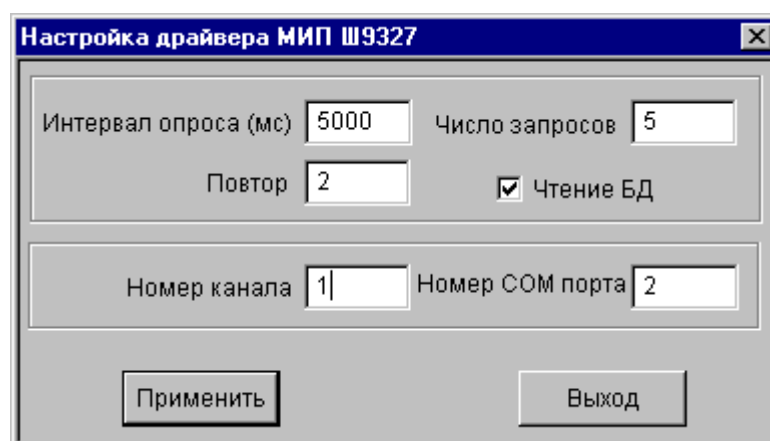 Настройка драйвера МИП Ш9327
Интервал опроса (мс) 5000 Число запросов 5
Повтор 2 Чтение БД
Номер канала 1 Номер COM порта 2
Применить Выход